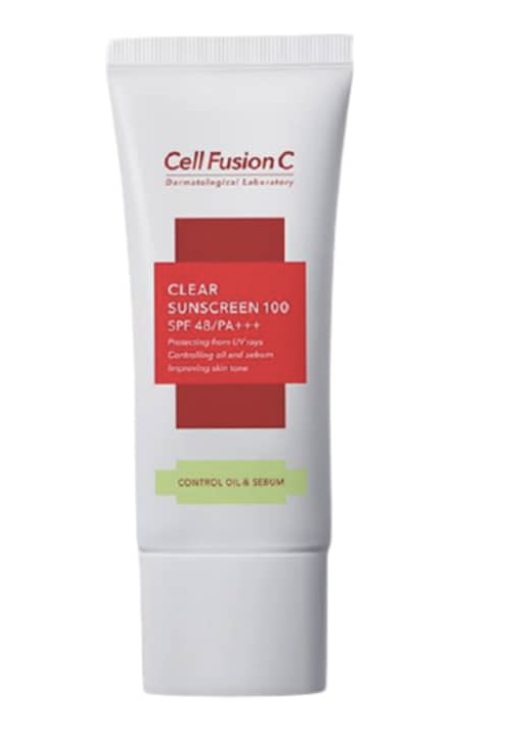 Cell Fusion C
Dermatological Laboratory
CLEAR
SUNSCREEN 100
SPF 48/PA+++
Protecting from UV rays
Controlling oil and sebum
Improving skin tone
CONTROL OIL & SEBUM